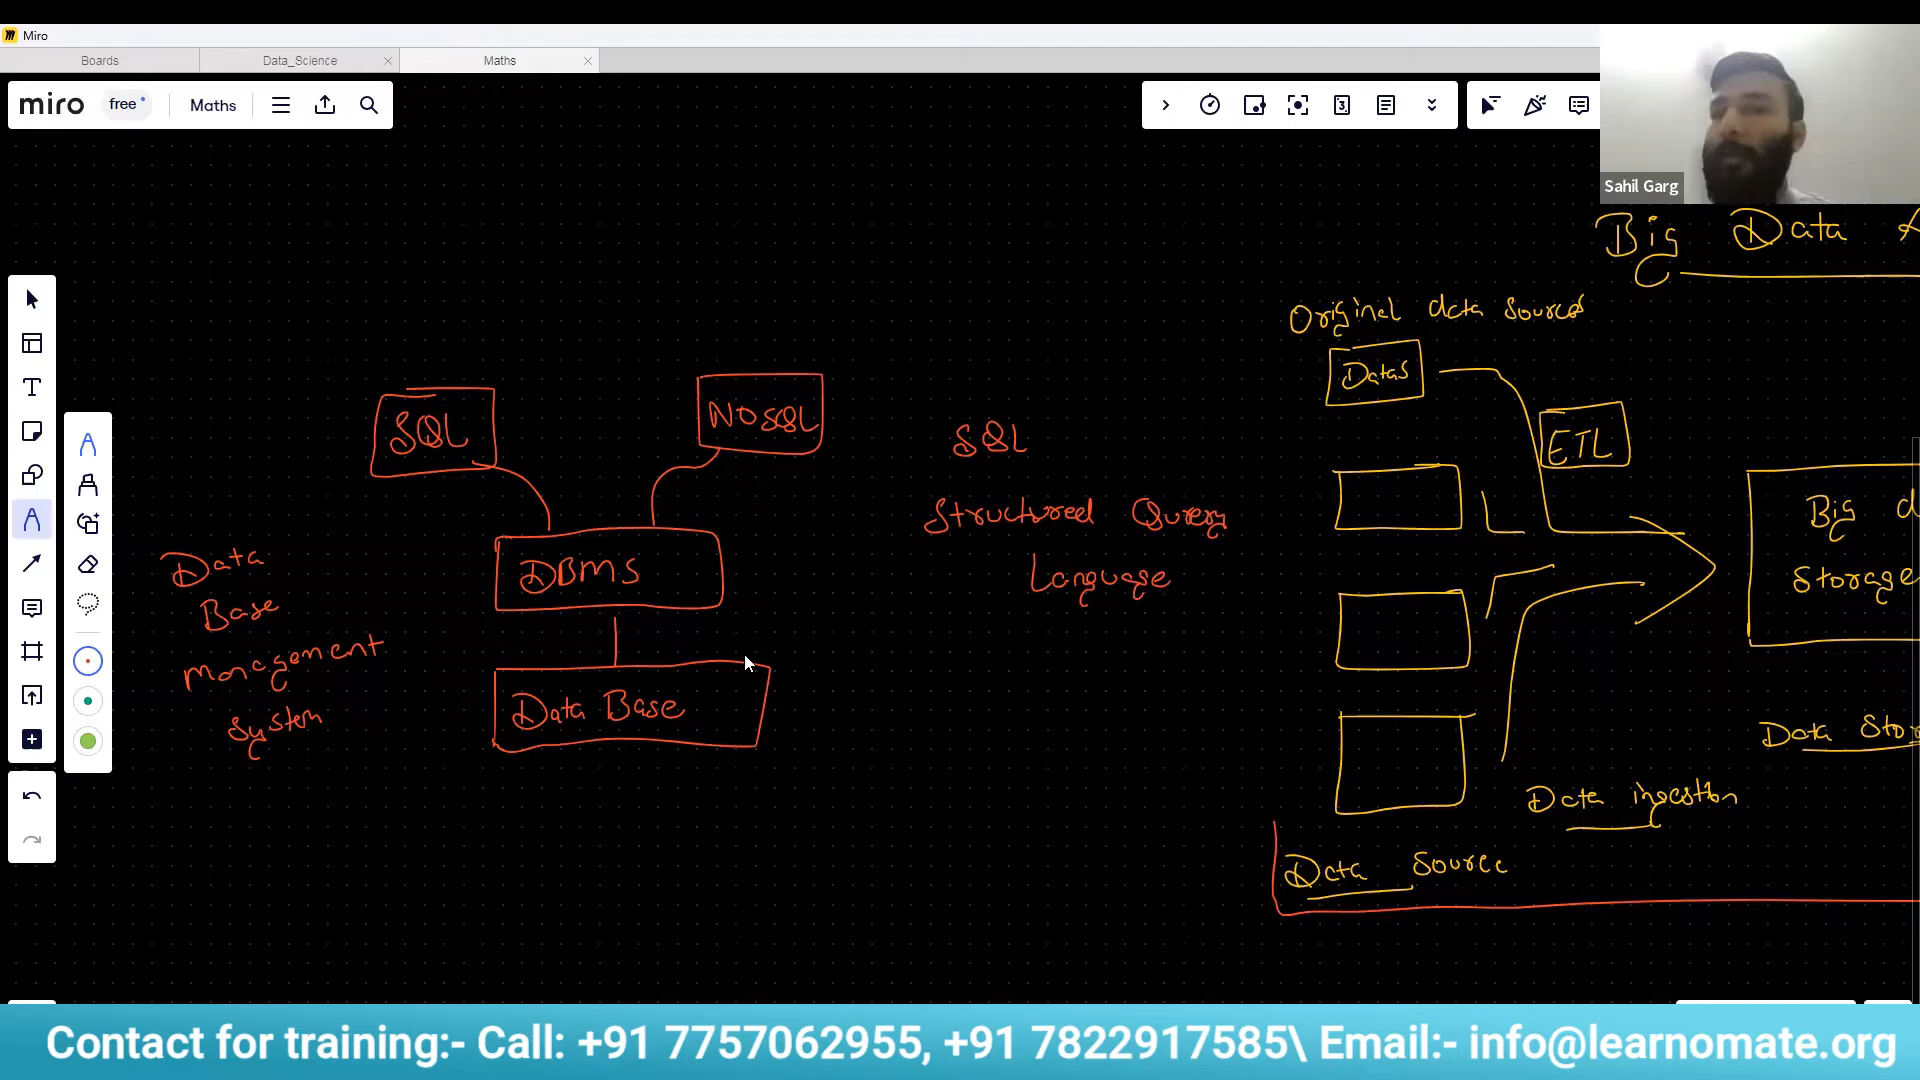 Miro
Boards
Data_Science
Maths
miro
free
Maths
3
Sahil Garg
Big Data A
Original data sources
Datas
ETL
SQL
NOSQL
SQL
Structured Query
Language
DBMS
Data
Base
management
system
Data Base
Big d
Storage
Data Stor
Data ingestion
Data Source
Contact for training:- Call: +91 7757062955, +91 7822917585\ Email:- info@learnomate.org